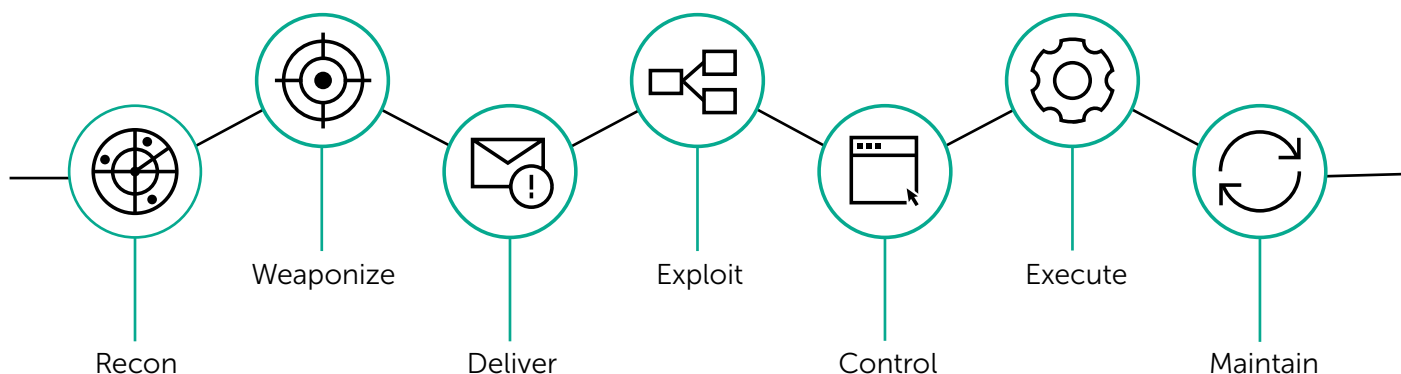 Recon
Weaponize
Deliver
Exploit
Control
Execute
Maintain